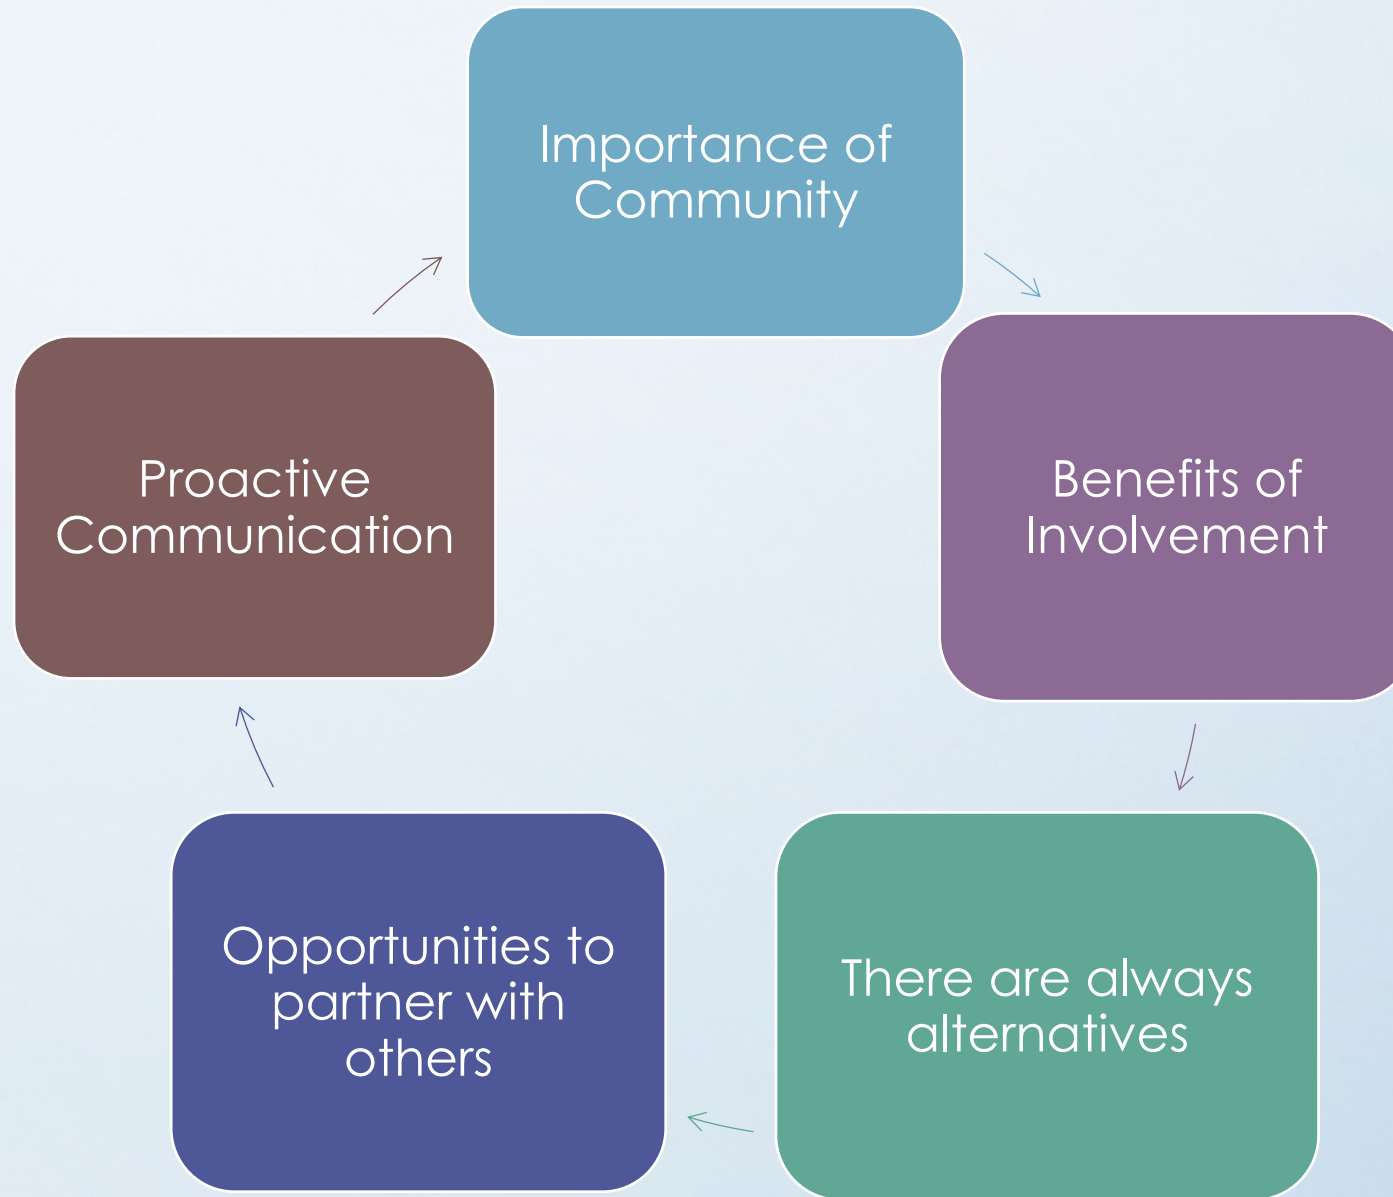 Importance of
Community
Benefits of
Involvement
There are always
alternatives
Opportunities to
partner with
others
Proactive
Communication